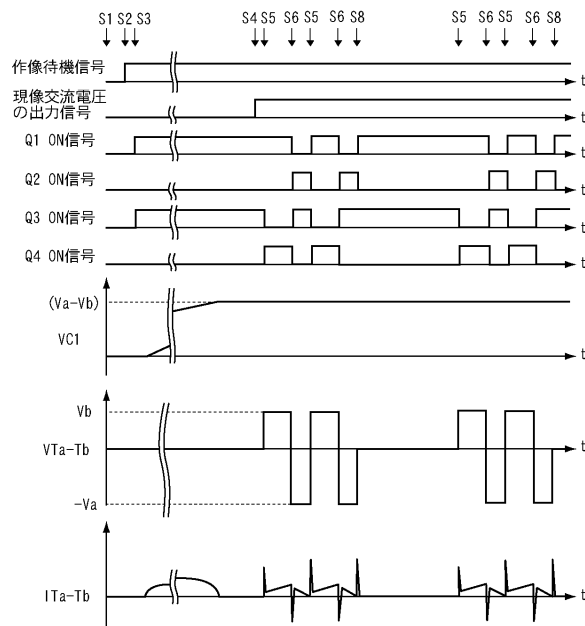 S1 S2 S3 S4 S5 S6 S5 S6 S8 S5 S6 S5 S6 S8
作像待機信号 t
現像交流電圧
の出力信号 t
Q1 ON信号 t
Q2 ON信号 t
Q3 ON信号 t
Q4 ON信号 t
(Va-Vb)
VC1 t
Vb
VTa-Tb t
-Va
ITa-Tb t